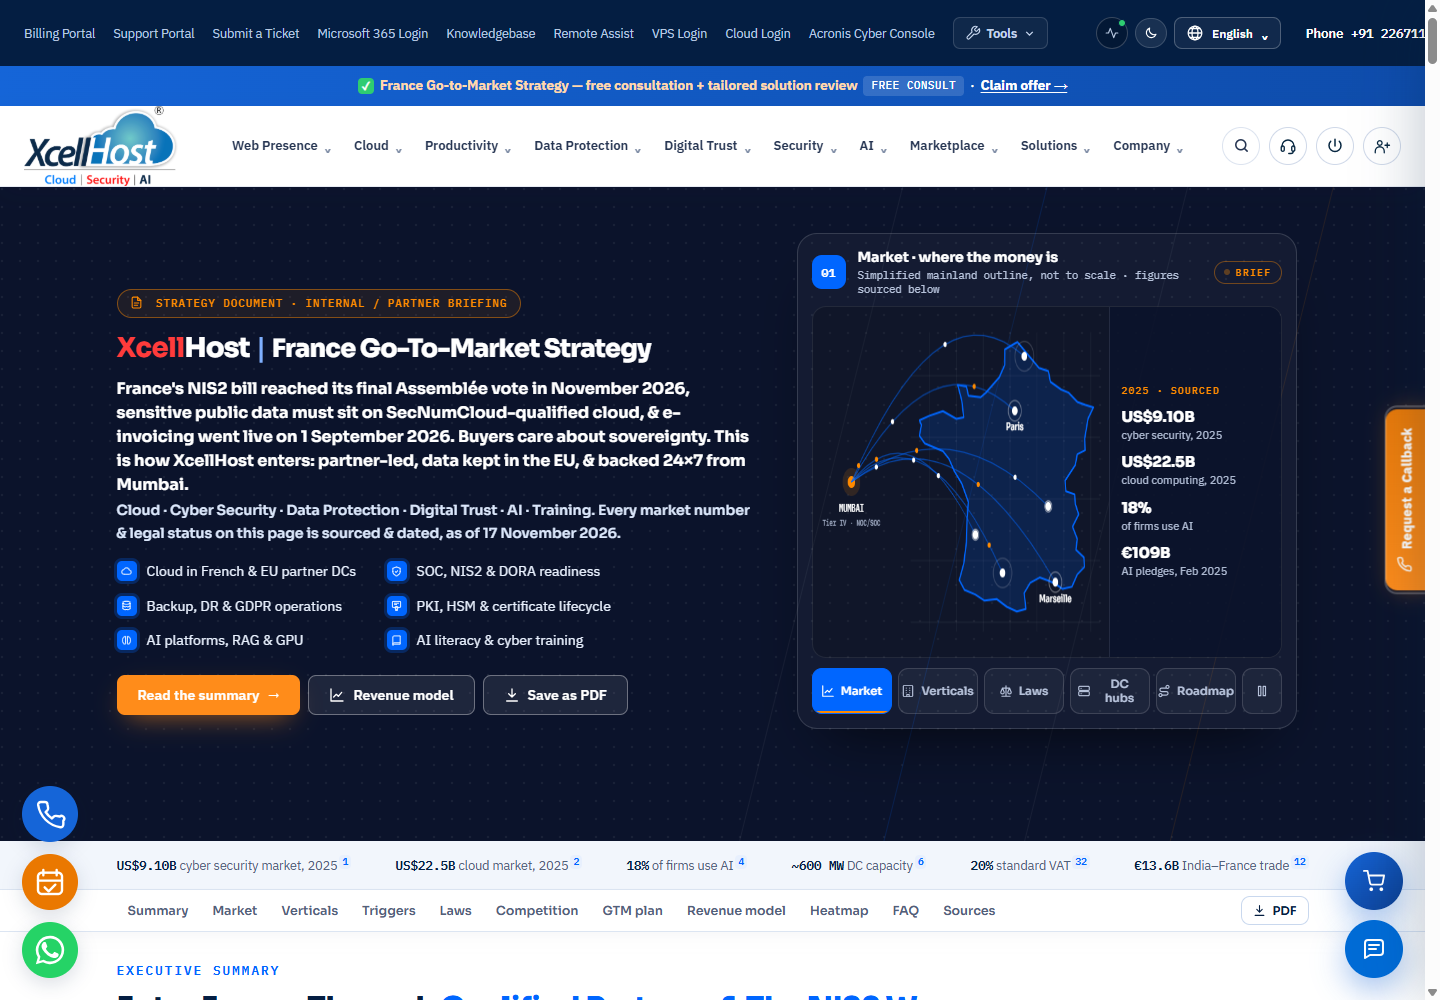 Billing Portal Support Portal Submit a Ticket Microsoft 365 Login Knowledgebase Remote Assist VPS Login Cloud Login Acronis Cyber Console Tools English Phone +91 226711
✅ France Go-to-Market Strategy — free consultation + tailored solution review FREE CONSULT · Claim offer →
XcellHost ®
Cloud | Security | AI
Web Presence Cloud Productivity Data Protection Digital Trust Security AI Marketplace Solutions Company
STRATEGY DOCUMENT · INTERNAL / PARTNER BRIEFING
XcellHost | France Go-To-Market Strategy
France's NIS2 bill reached its final Assemblée vote in November 2026,
sensitive public data must sit on SecNumCloud-qualified cloud, & e-
invoicing went live on 1 September 2026. Buyers care about sovereignty. This
is how XcellHost enters: partner-led, data kept in the EU, & backed 24×7 from
Mumbai.
Cloud · Cyber Security · Data Protection · Digital Trust · AI · Training. Every market number
& legal status on this page is sourced & dated, as of 17 November 2026.
Cloud in French & EU partner DCs
SOC, NIS2 & DORA readiness
Backup, DR & GDPR operations
PKI, HSM & certificate lifecycle
AI platforms, RAG & GPU
AI literacy & cyber training
Read the summary →
Revenue model
Save as PDF
01
Market · where the money is
Simplified mainland outline, not to scale · figures
sourced below
BRIEF
Paris
MUMBAI
Tier IV · NOC/SOC
Marseille
2025 · SOURCED
US$9.10B
cyber security, 2025
US$22.5B
cloud computing, 2025
18%
of firms use AI
€109B
AI pledges, Feb 2025
Market
Verticals
Laws
DC
hubs
Roadmap
Request a Callback
US$9.10B cyber security market, 2025 1
US$22.5B cloud market, 2025 2
18% of firms use AI 4
~600 MW DC capacity 6
20% standard VAT 32
€13.6B India–France trade 12
Summary Market Verticals Triggers Laws Competition GTM plan Revenue model Heatmap FAQ Sources PDF
EXECUTIVE SUMMARY